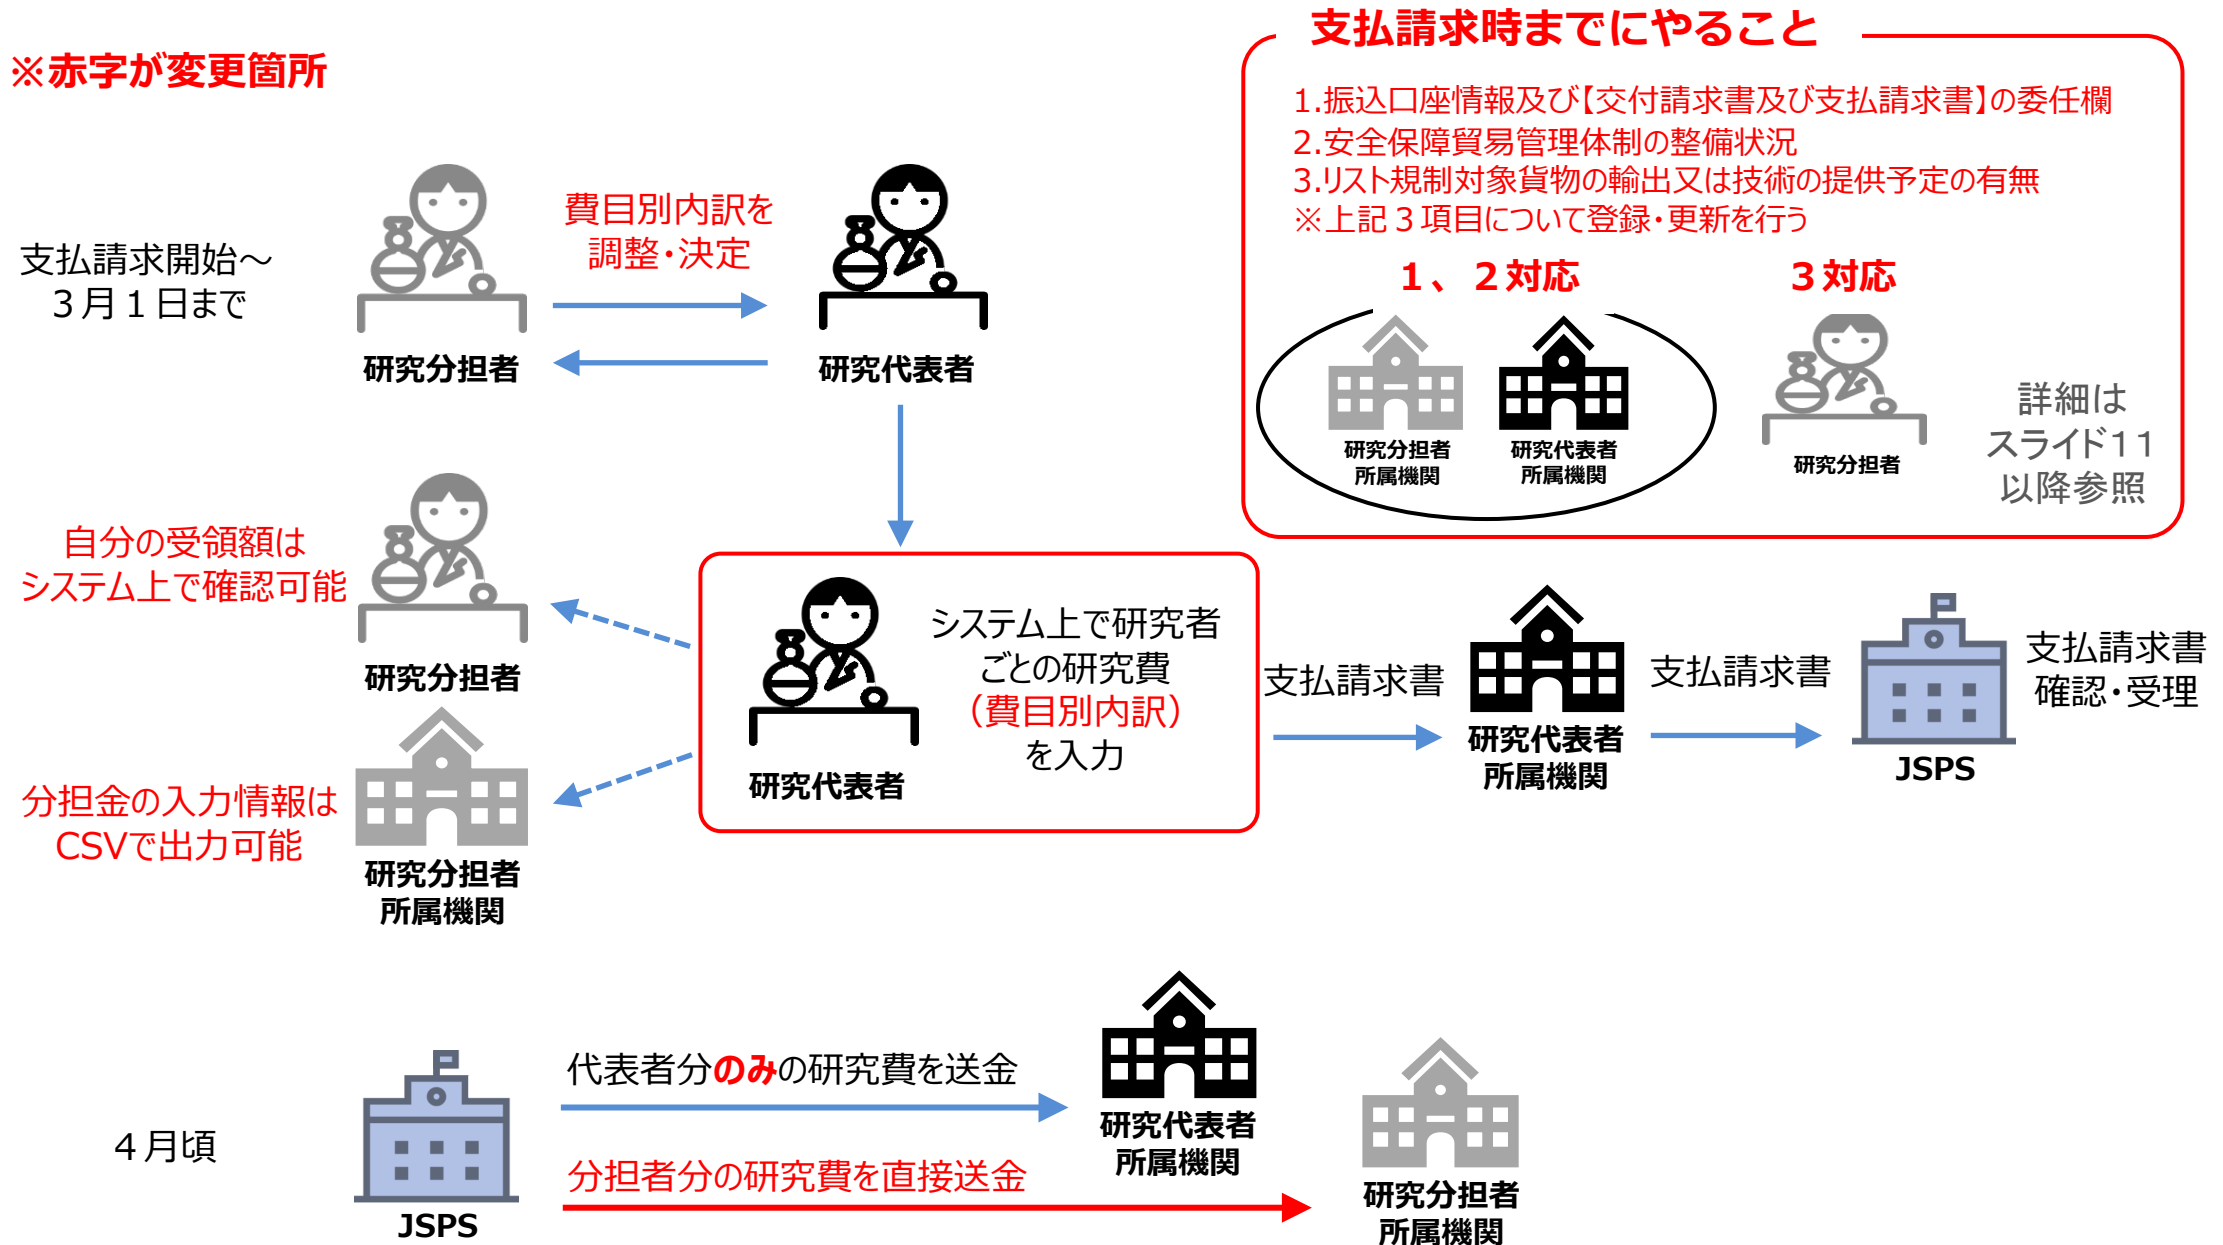 ※赤字が変更箇所
支払請求時までにやること
1.振込口座情報及び【交付請求書及び支払請求書】の委任欄
2.安全保障貿易管理体制の整備状況
3.リスト規制対象貨物の輸出又は技術の提供予定の有無
※上記３項目について登録・更新を行う
１、２対応
３対応
研究分担者
所属機関
研究代表者
所属機関
研究分担者
詳細は
スライド１１
以降参照
支払請求開始～
３月１日まで
研究分担者
費目別内訳を
調整・決定
研究代表者
自分の受領額は
システム上で確認可能
研究分担者
分担金の入力情報は
CSVで出力可能
研究分担者
所属機関
研究代表者
システム上で研究者
ごとの研究費
（費目別内訳）
を入力
支払請求書
研究代表者
所属機関
支払請求書
JSPS
支払請求書
確認・受理
４月頃
JSPS
代表者分のみの研究費を送金
研究代表者
所属機関
分担者分の研究費を直接送金
研究分担者
所属機関